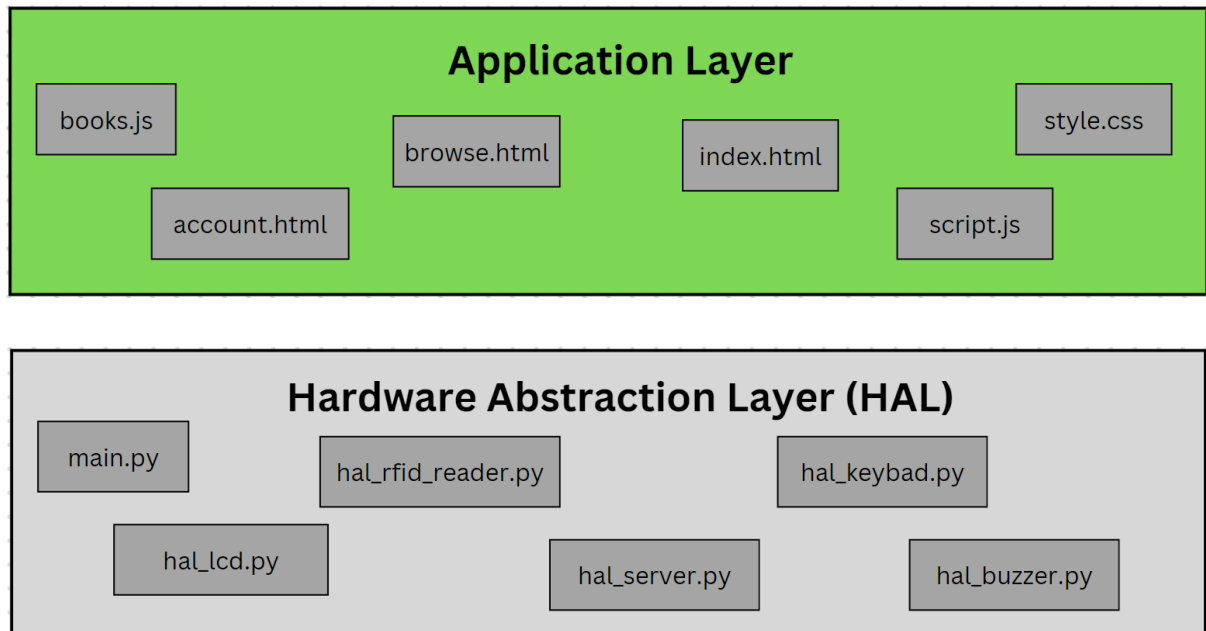 Application Layer
books.js
browse.html
index.html
style.css
account.html
script.js
Hardware Abstraction Layer (HAL)
main.py
hal_rfid_reader.py
hal_keybad.py
hal_lcd.py
hal_server.py
hal_buzzer.py